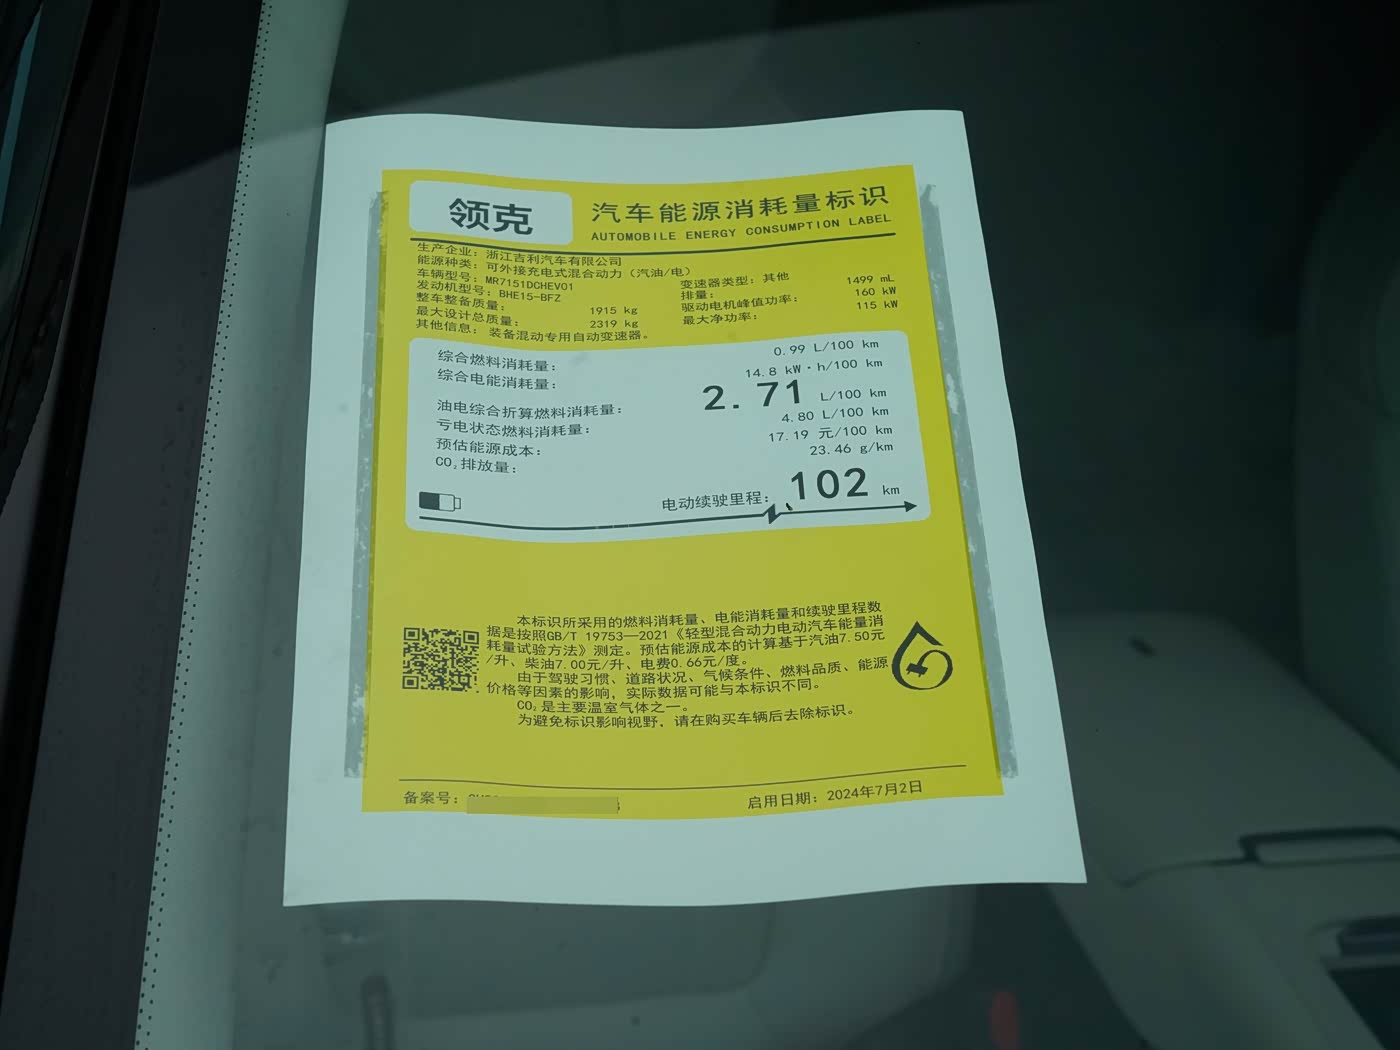 领克
汽车能源消耗量标识
AUTOMOBILE ENERGY CONSUMPTION LABEL
生产企业：浙江吉利汽车有限公司
能源种类：可外接充电式混合动力（汽油/电）
车辆型号：MR7151DCHEV01
变速器类型：其他
发动机型号：BHE15-BFZ
排量：1499 mL
整车整备质量：1915 kg
驱动电机峰值功率：160 kW
最大设计总质量：2319 kg
最大净功率：115 kW
其他信息：装备混动专用自动变速器。
综合燃料消耗量：0.99 L/100 km
综合电能消耗量：14.8 kW·h/100 km
油电综合折算燃料消耗量：2.71 L/100 km
亏电状态燃料消耗量：4.80 L/100 km
预估能源成本：17.19 元/100 km
CO₂排放量：23.46 g/km
电动续驶里程：102 km
本标识所采用的燃料消耗量、电能消耗量和续驶里程数
据是按照GB/T 19753—2021《轻型混合动力电动汽车能量消
耗量试验方法》测定。预估能源成本的计算基于汽油7.50元
/升、柴油7.00元/升、电费0.66元/度。
由于驾驶习惯、道路状况、气候条件、燃料品质、能源
价格等因素的影响，实际数据可能与本标识不同。
CO₂是主要温室气体之一。
为避免标识影响视野，请在购买车辆后去除标识。
备案号：
启用日期：2024年7月2日